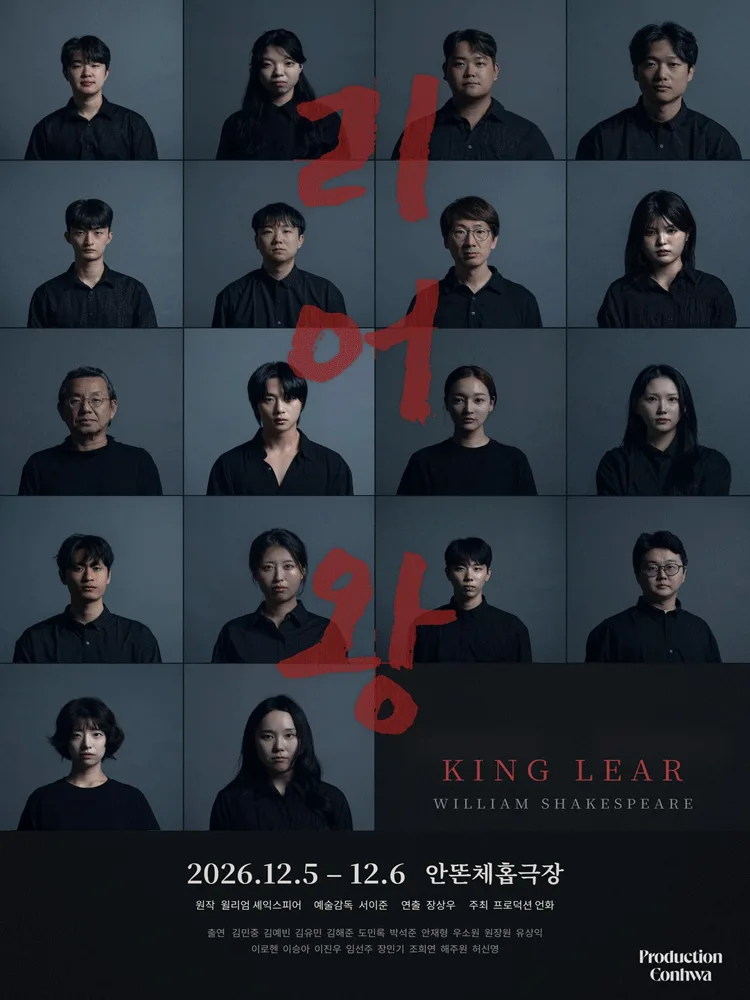 리어왕
KING LEAR
WILLIAM SHAKESPEARE
2026.12.5 – 12.6 안똔체홉극장
원작 윌리엄 셰익스피어 예술감독 서이준 연출 장상우 주최 프로덕션 언화
출연 김민중 김예빈 김유민 김해준 도민록 박석준 안재형 우소원 원장원 유상익
이로헨 이승아 이진우 임선주 장민기 조희연 해주원 허신영
Production
Conhwa